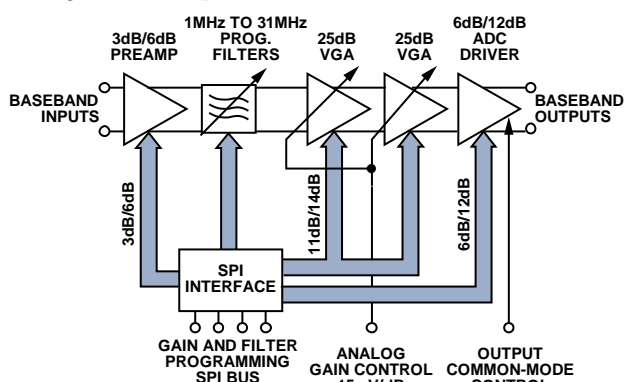 3dB/6dB
PREAMP
1MHz TO 31MHz
PROG.
FILTERS
25dB
VGA
25dB
VGA
6dB/12dB
ADC
DRIVER
BASEBAND
INPUTS
BASEBAND
OUTPUTS
3dB/6dB
11dB/14dB
6dB/12dB
SPI
INTERFACE
GAIN AND FILTER
PROGRAMMING
SPI BUS
ANALOG
GAIN CONTROL
OUTPUT
COMMON-MODE
CONTROL